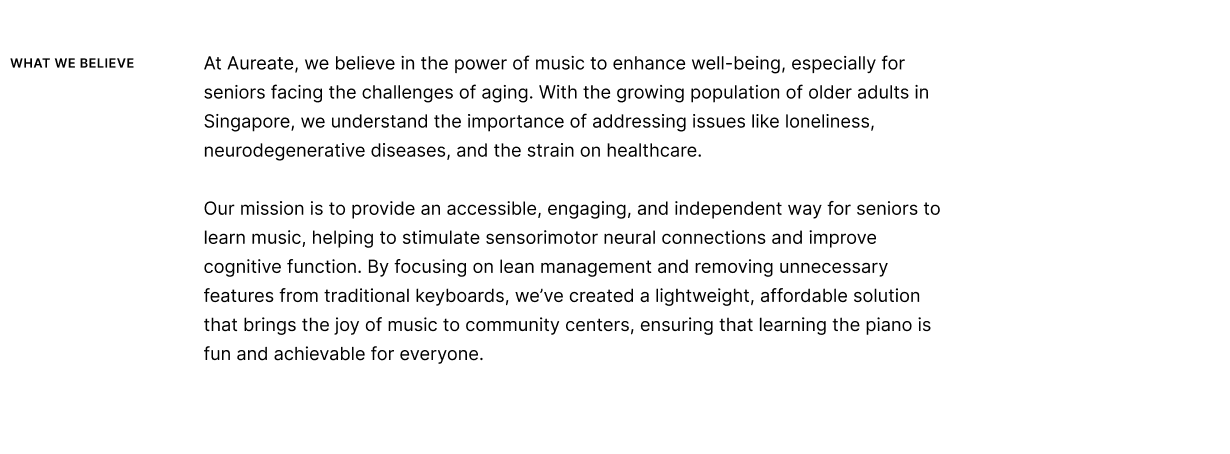 WHAT WE BELIEVE
At Aureate, we believe in the power of music to enhance well-being, especially for
seniors facing the challenges of aging. With the growing population of older adults in
Singapore, we understand the importance of addressing issues like loneliness,
neurodegenerative diseases, and the strain on healthcare.
Our mission is to provide an accessible, engaging, and independent way for seniors to
learn music, helping to stimulate sensorimotor neural connections and improve
cognitive function. By focusing on lean management and removing unnecessary
features from traditional keyboards, we’ve created a lightweight, affordable solution
that brings the joy of music to community centers, ensuring that learning the piano is
fun and achievable for everyone.